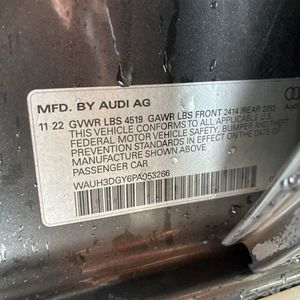 MFD. BY AUDI AG
11 22 GVWR LBS 4519 GAWR LBS FRONT 2414 /REAR 2293
THIS VEHICLE CONFORMS TO ALL APPLICABLE U.S.
FEDERAL MOTOR VEHICLE SAFETY, BUMPER AND THEFT
STANDARDS IN EFFECT ON THE DATE OF
MANUFACTURE SHOWN ABOVE
PASSENGER CAR
WAUH3DGY6PA053266